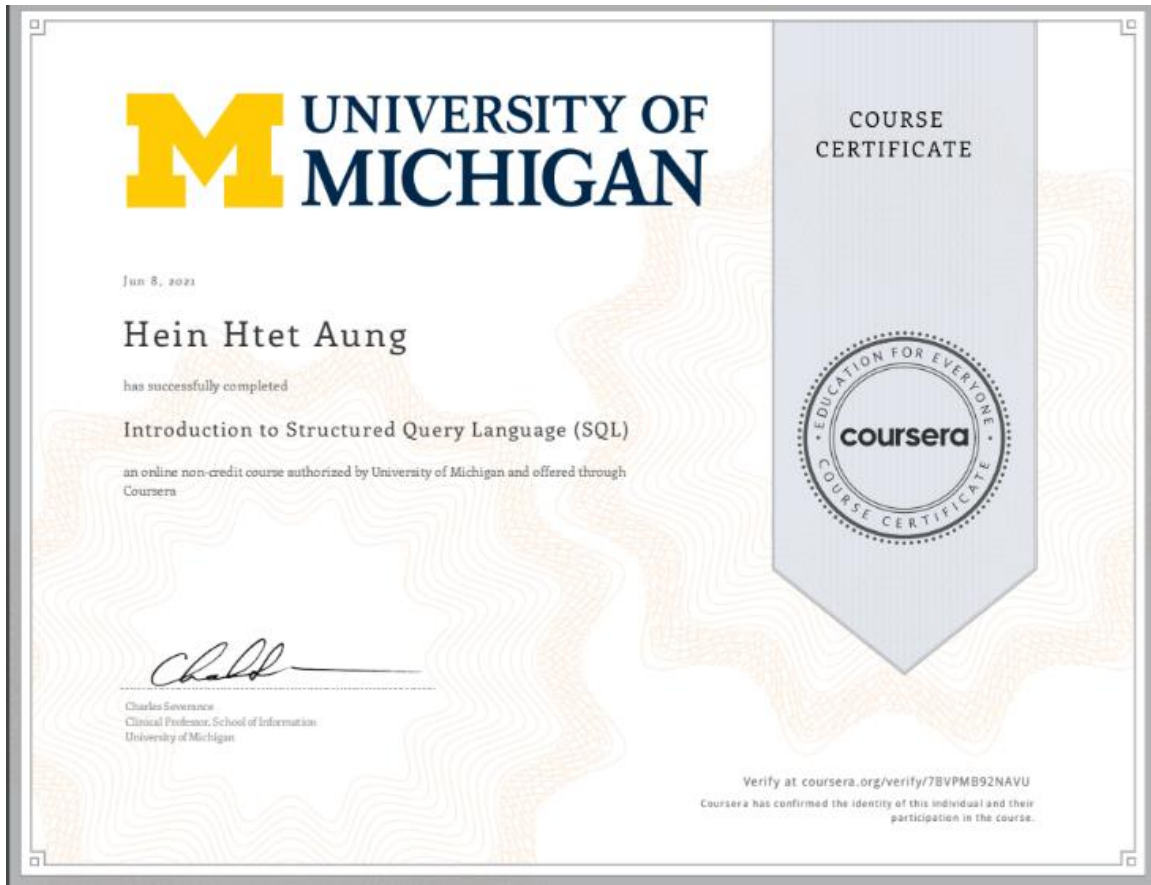 UNIVERSITY OF
MICHIGAN
COURSE
CERTIFICATE
Jun 8, 2021
Hein Htet Aung
has successfully completed
Introduction to Structured Query Language (SQL)
an online non-credit course authorized by University of Michigan and offered through
Coursera
EDUCATION FOR EVERYONE
coursera
COURSE CERTIFICATE
Charles Severance
Clinical Professor, School of Information
University of Michigan
Verify at coursera.org/verify/7BVPMB92NAVU
Coursera has confirmed the identity of this individual and their
participation in the course.